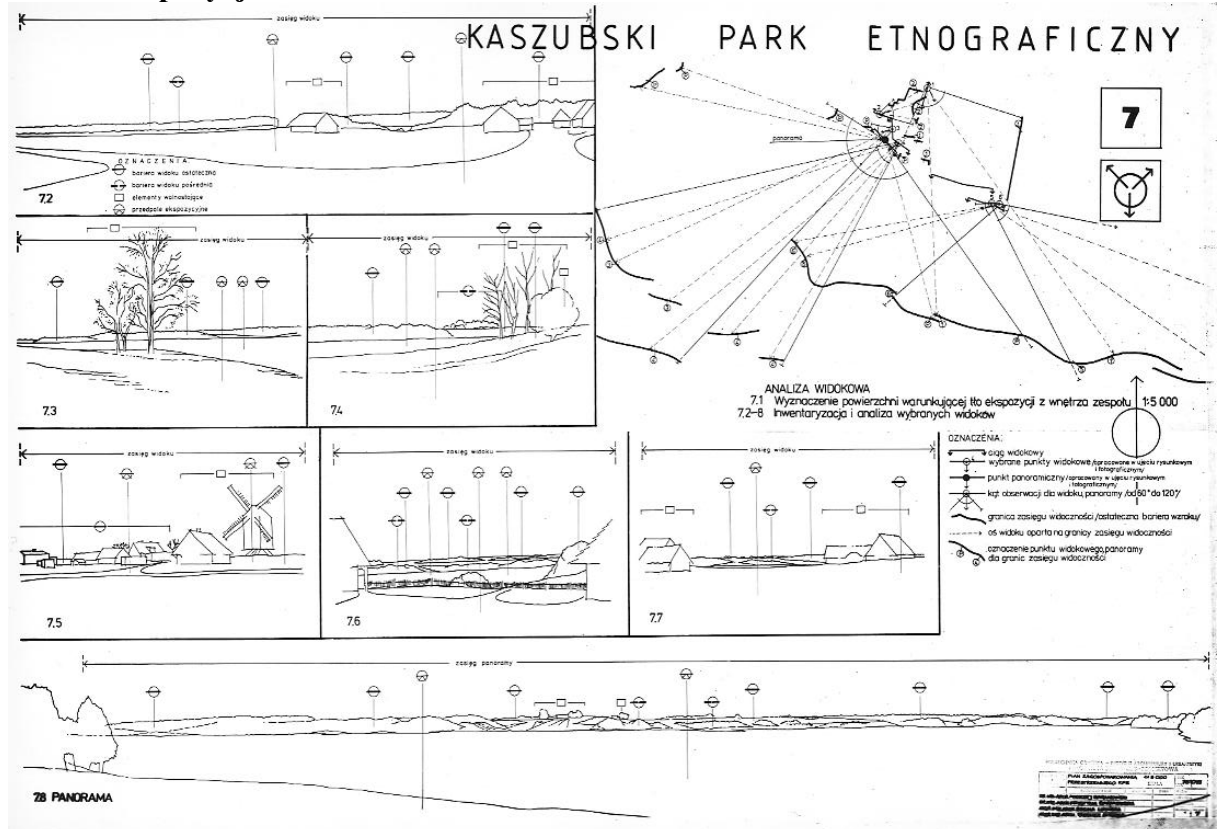 KASZUBSKI PARK ETNOGRAFICZNY
7
zasięg widoku
OZNACZENIA
bariera widoku ostateczna
bariera widoku pośrednia
elementy wolnostojące
przedpole ekspozycyjne
7.2
panorama
zasięg widoku
7.3
zasięg widoku
7.4
ANALIZA WIDOKOWA
7.1 Wyznaczenie powierzchni warunkującej tło ekspozycji z wnętrza zespołu 1:5 000
7.2-8 Inwentaryzacja i analiza wybranych widoków
zasięg widoku
7.5
zasięg widoku
7.6
zasięg widoku
7.7
OZNACZENIA:
ciąg widokowy
wybrane punkty widokowe /opracowane w ujęciu rysunkowym
i fotograficznym/
punkt panoramiczny /opracowany w ujęciu rysunkowym
i fotograficznym/
kąt obserwacji dla widoku, panoramy /od 60° do 120°/
granica zasięgu widoczności /ostateczna bariera wzroku/
oś widoku oparta na granicy zasięgu widoczności
oznaczenie punktu widokowego, panoramy
dla granic zasięgu widoczności
zasięg panoramy
7.8 PANORAMA
PLAN ZAGOSPODAROWANIA
PRZESTRZENNEGO KPE